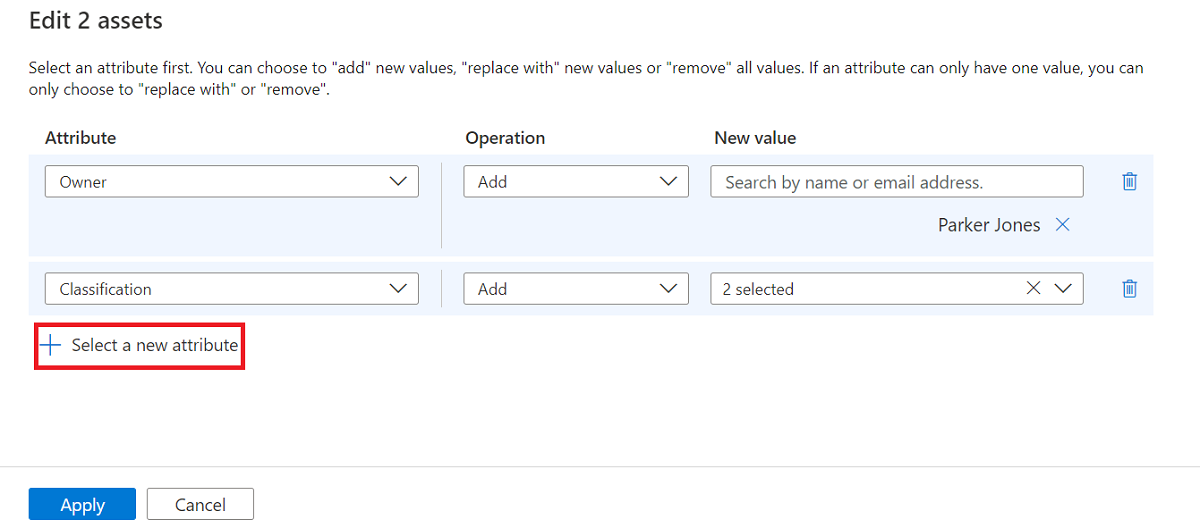 Edit 2 assets
Select an attribute first. You can choose to "add" new values, "replace with" new values or "remove" all values. If an attribute can only have one value, you can
only choose to "replace with" or "remove".
Attribute Operation New value
Owner Add Search by name or email address.
Parker Jones
Classification Add 2 selected
Select a new attribute
Apply Cancel